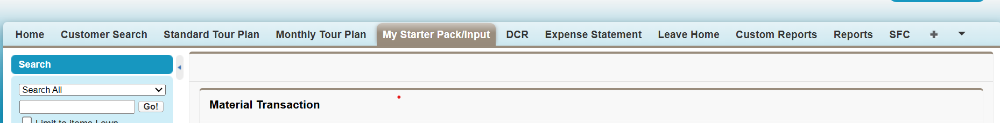 Home Customer Search Standard Tour Plan Monthly Tour Plan My Starter Pack/Input DCR Expense Statement Leave Home Custom Reports Reports SFC
Search
Search All
Go!
Limit to items I own
Material Transaction